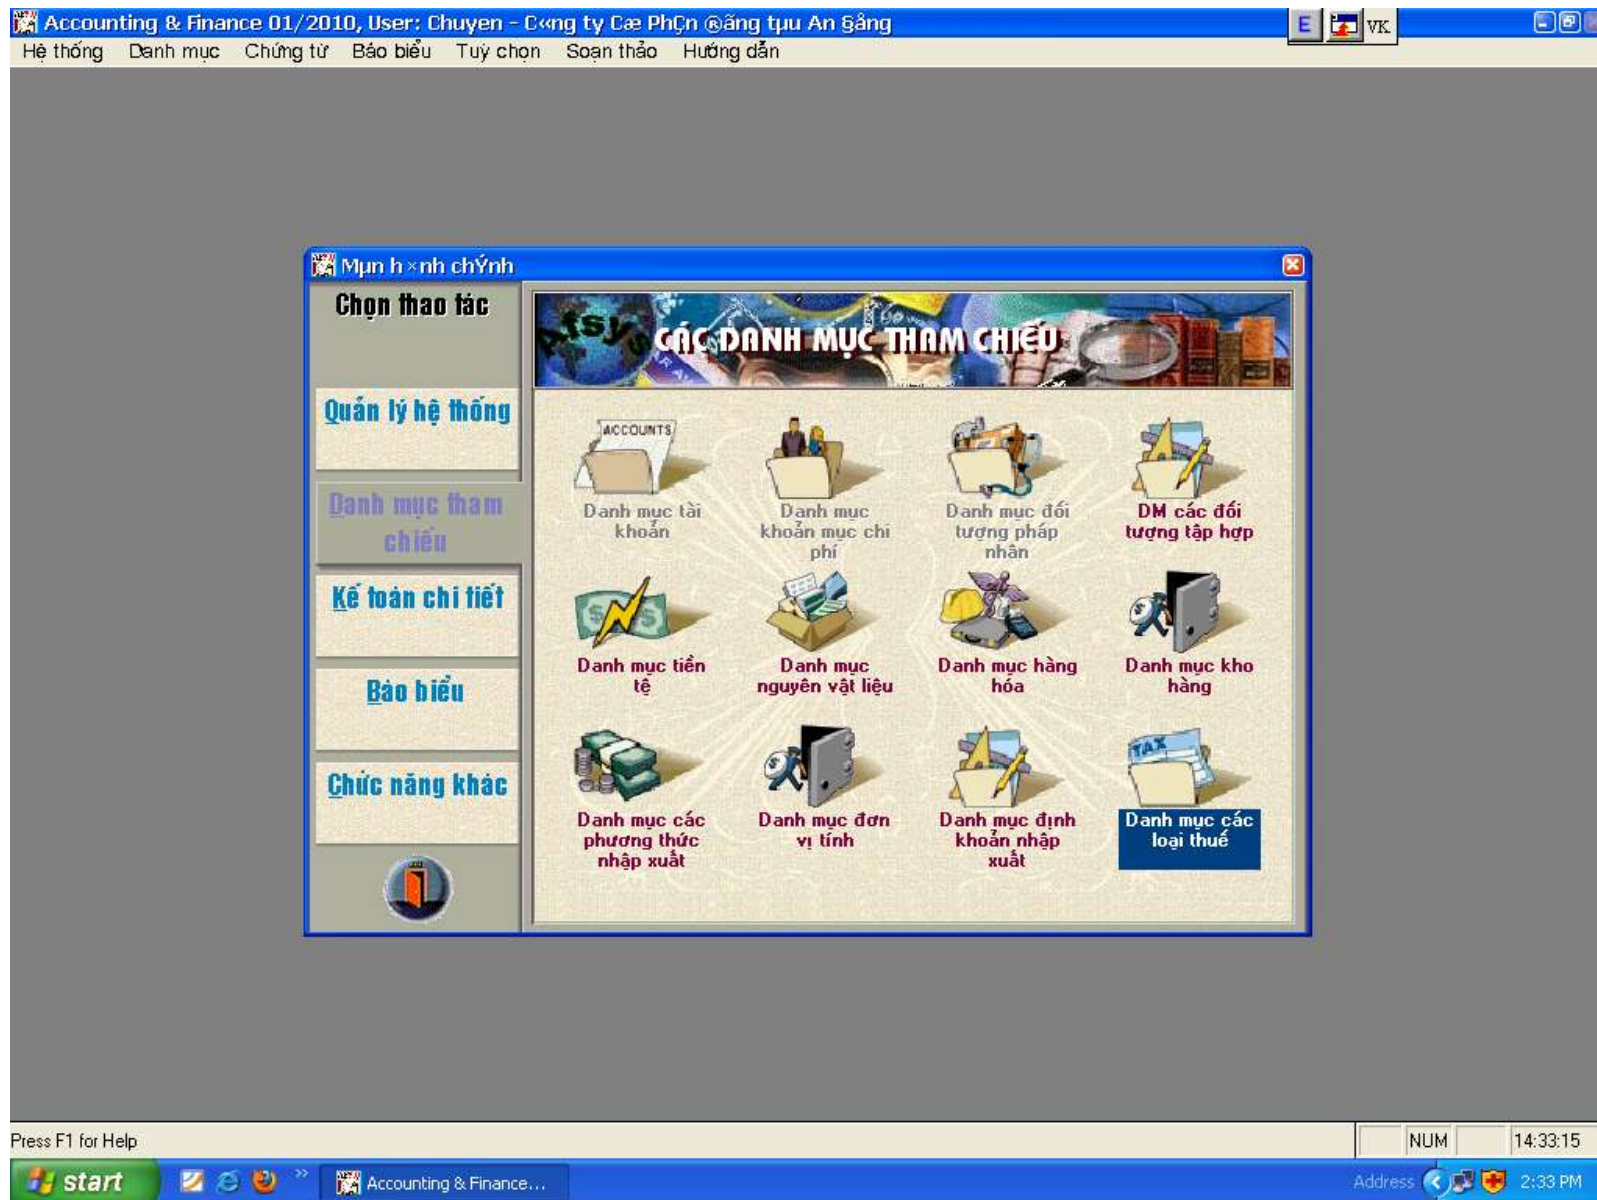 Accounting & Finance 01/2010, User: Chuyen - C««ng ty Cæ PhÇn ®ãng tµu An §ång
E VK
Hệ thống Danh mục Chứng từ Báo biểu Tuỳ chọn Soạn thảo Hướng dẫn
Mµn h×nh chÝnh
Chọn thao tác
Afsys
CÁC DANH MỤC THAM CHIẾU
Quản lý hệ thống
Danh mục tham
chiếu
Kế toán chi tiết
Báo biểu
Chức năng khác
ACCOUNTS
Danh mục tài
khoản
Danh mục
khoản mục chi
phí
Danh mục đối
tượng pháp
nhân
DM các đối
tượng tập hợp
Danh mục tiền
tệ
Danh mục
nguyên vật liệu
Danh mục hàng
hóa
Danh mục kho
hàng
Danh mục các
phương thức
nhập xuất
Danh mục đơn
vị tính
Danh mục định
khoản nhập
xuất
TAX
Danh mục các
loại thuế
Press F1 for Help
NUM
14:33:15
start
Accounting & Finance...
Address
2:33 PM